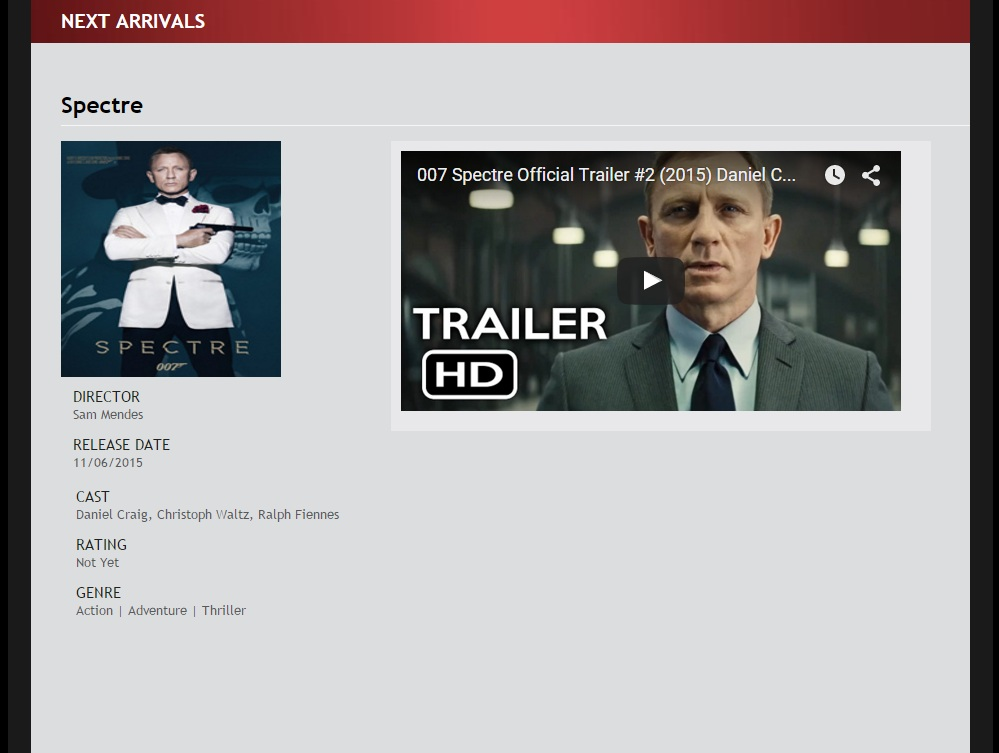 NEXT ARRIVALS
Spectre
SPECTRE
007
DIRECTOR
Sam Mendes
RELEASE DATE
11/06/2015
CAST
Daniel Craig, Christoph Waltz, Ralph Fiennes
RATING
Not Yet
GENRE
Action | Adventure | Thriller
007 Spectre Official Trailer #2 (2015) Daniel C...
TRAILER
HD